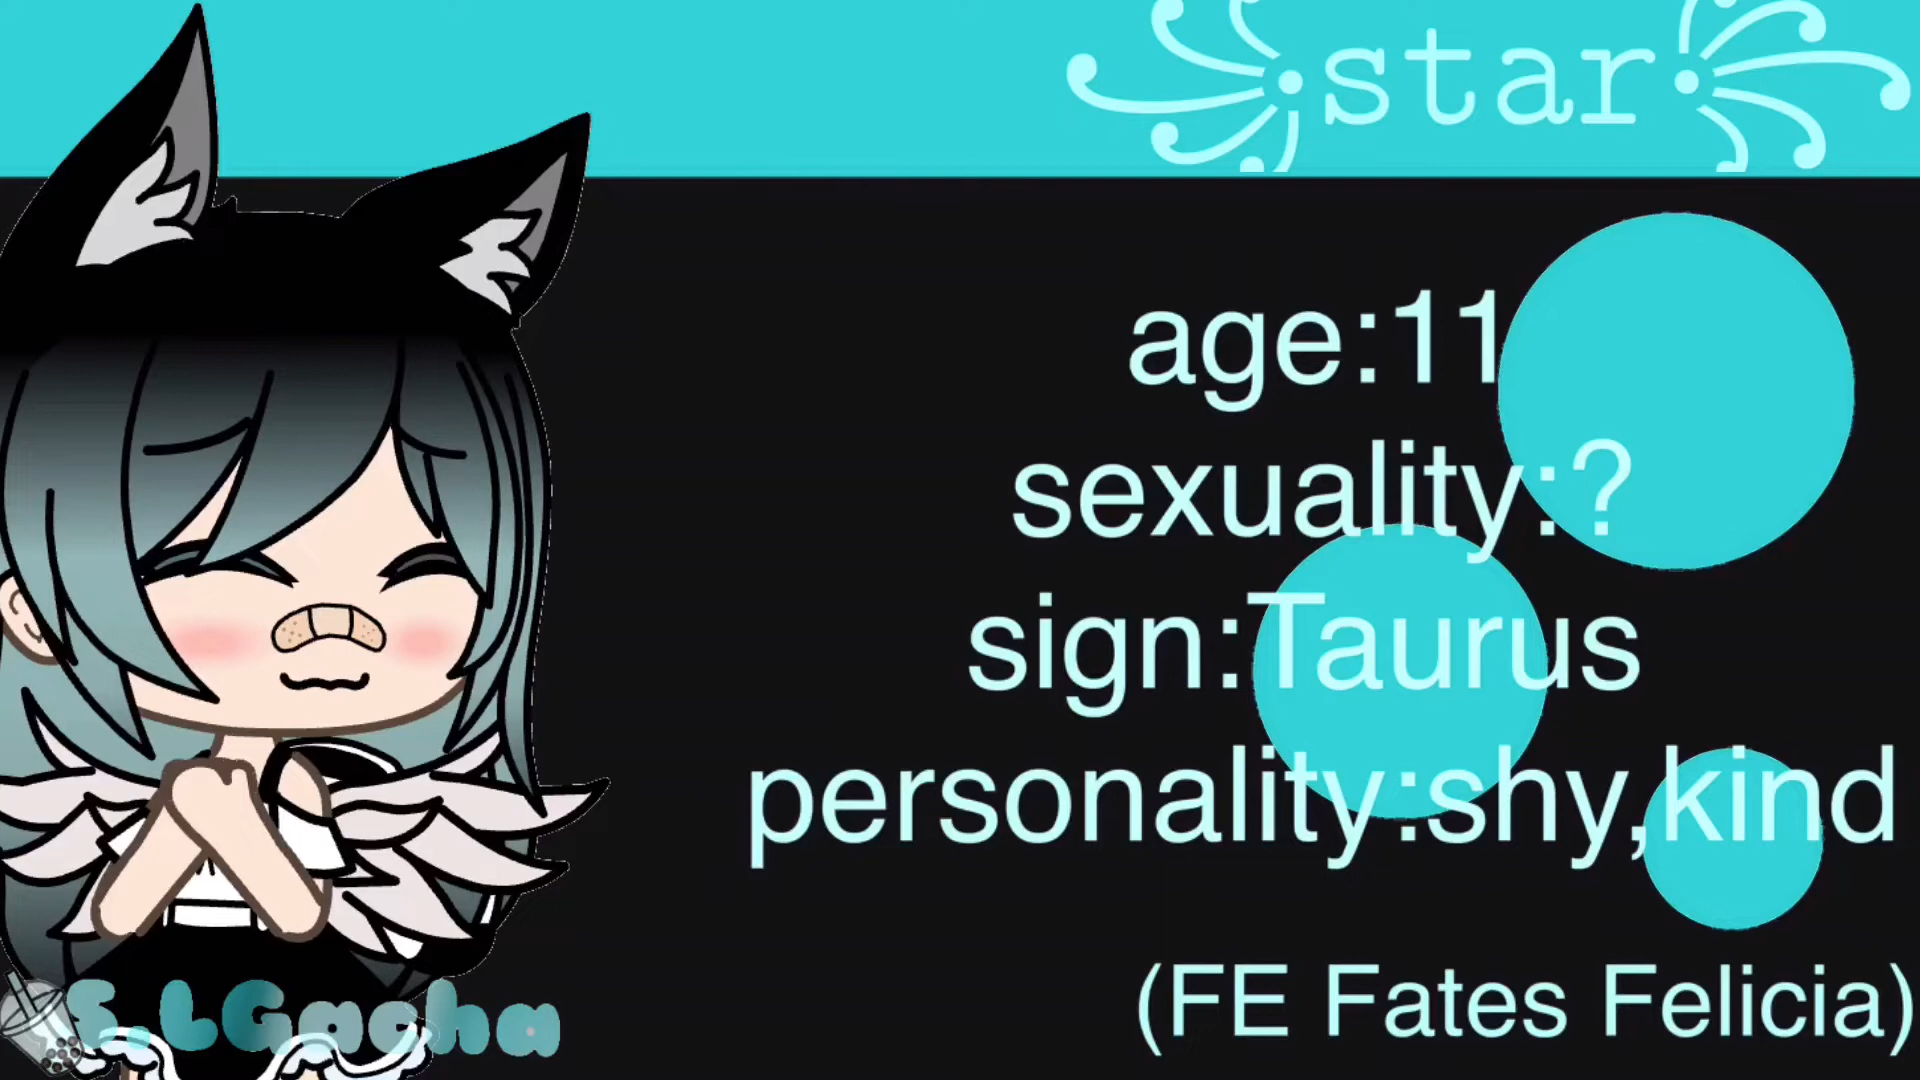 star
age:11
sexuality:?
sign:Taurus
personality:shy,kind
(FE Fates Felicia)
S.LGacha